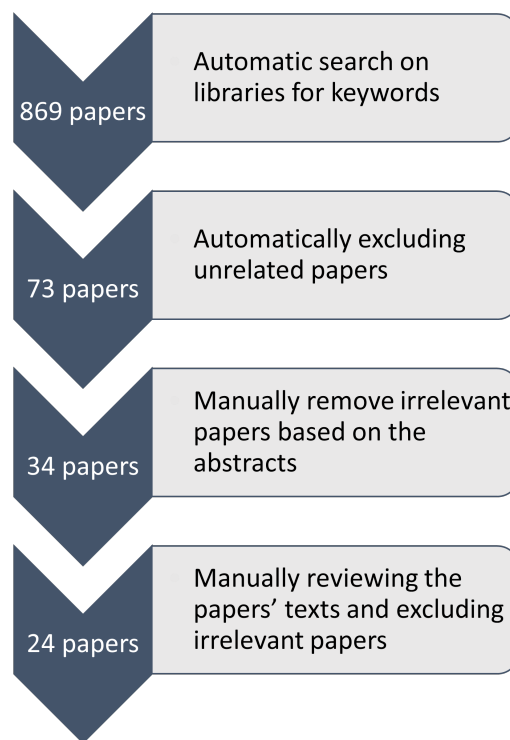 869 papers
Automatic search on
libraries for keywords
73 papers
Automatically excluding
unrelated papers
34 papers
Manually remove irrelevant
papers based on the
abstracts
24 papers
Manually reviewing the
papers’ texts and excluding
irrelevant papers